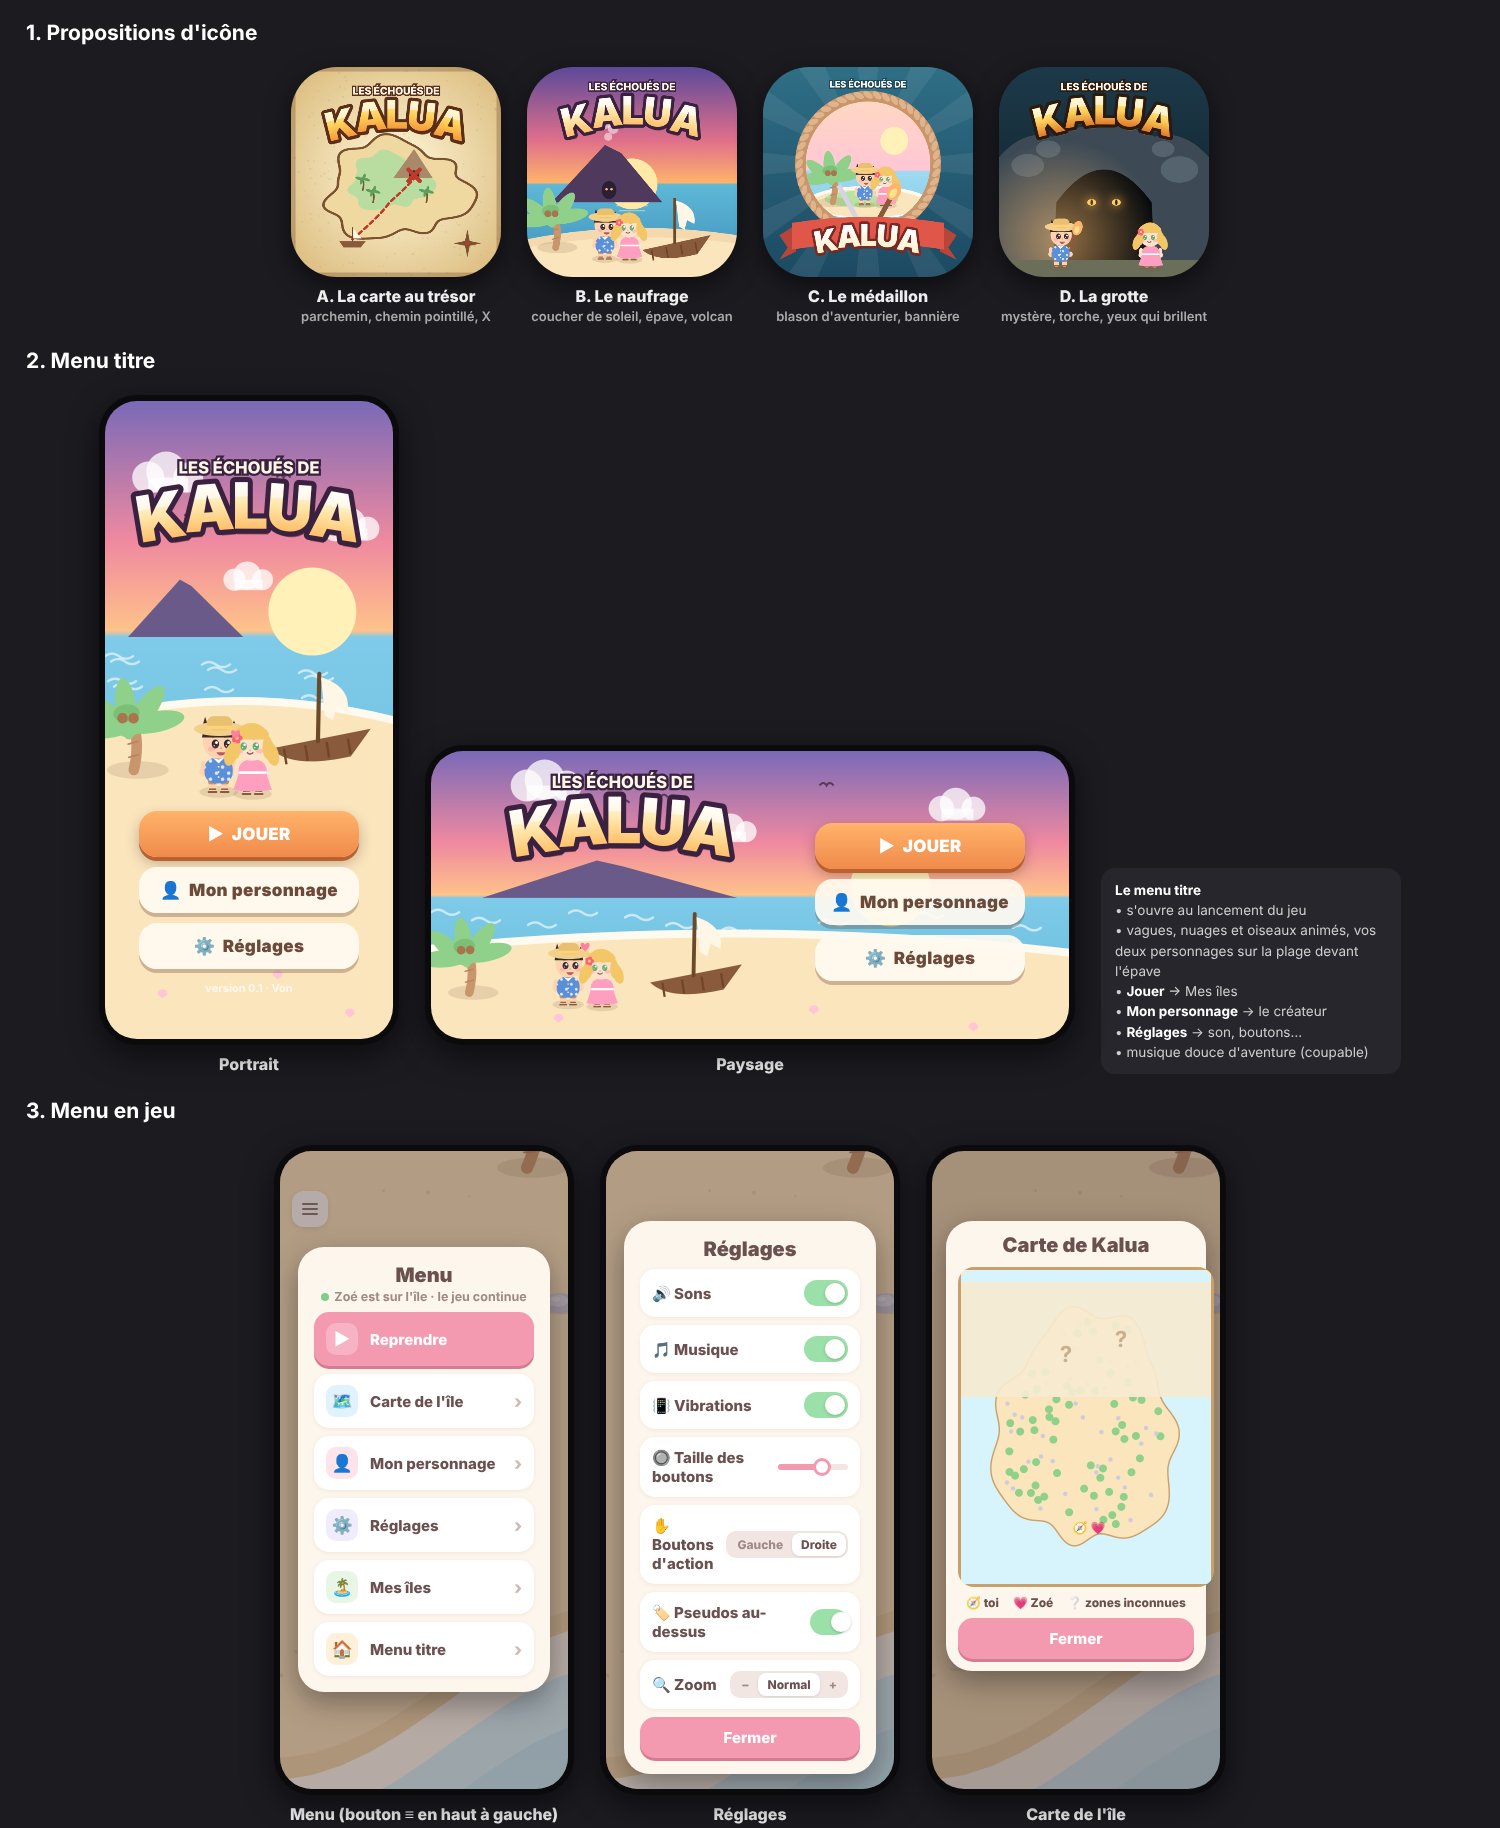 1. Propositions d'icône
LES ÉCHOUÉS DE
KALUA
LES ÉCHOUÉS DE
KALUA
LES ÉCHOUÉS DE
KALUA
LES ÉCHOUÉS DE
KALUA
A. La carte au trésor
parchemin, chemin pointillé, X
B. Le naufrage
coucher de soleil, épave, volcan
C. Le médaillon
blason d'aventurier, bannière
D. La grotte
mystère, torche, yeux qui brillent
2. Menu titre
LES ÉCHOUÉS DE
KALUA
JOUER
Mon personnage
Réglages
version 0.1 · Von
Portrait
LES ÉCHOUÉS DE
KALUA
JOUER
Mon personnage
Réglages
Paysage
Le menu titre
• s'ouvre au lancement du jeu
• vagues, nuages et oiseaux animés, vos
deux personnages sur la plage devant
l'épave
• Jouer → Mes îles
• Mon personnage → le créateur
• Réglages → son, boutons...
• musique douce d'aventure (coupable)
3. Menu en jeu
Menu
Zoé est sur l'île · le jeu continue
Reprendre
Carte de l'île ›
Mon personnage ›
Réglages ›
Mes îles ›
Menu titre ›
Menu (bouton ≡ en haut à gauche)
Réglages
Sons
Musique
Vibrations
Taille des
boutons
Boutons
d'action
Gauche Droite
Pseudos au-
dessus
Zoom − Normal +
Fermer
Réglages
Carte de Kalua
? ?
toi Zoé zones inconnues
Fermer
Carte de l'île